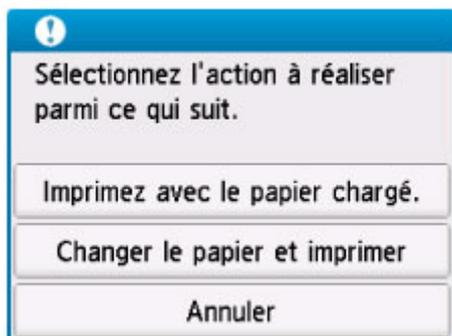 Sélectionnez l'action à réaliser
parmi ce qui suit.
Imprimez avec le papier chargé.
Changer le papier et imprimer
Annuler